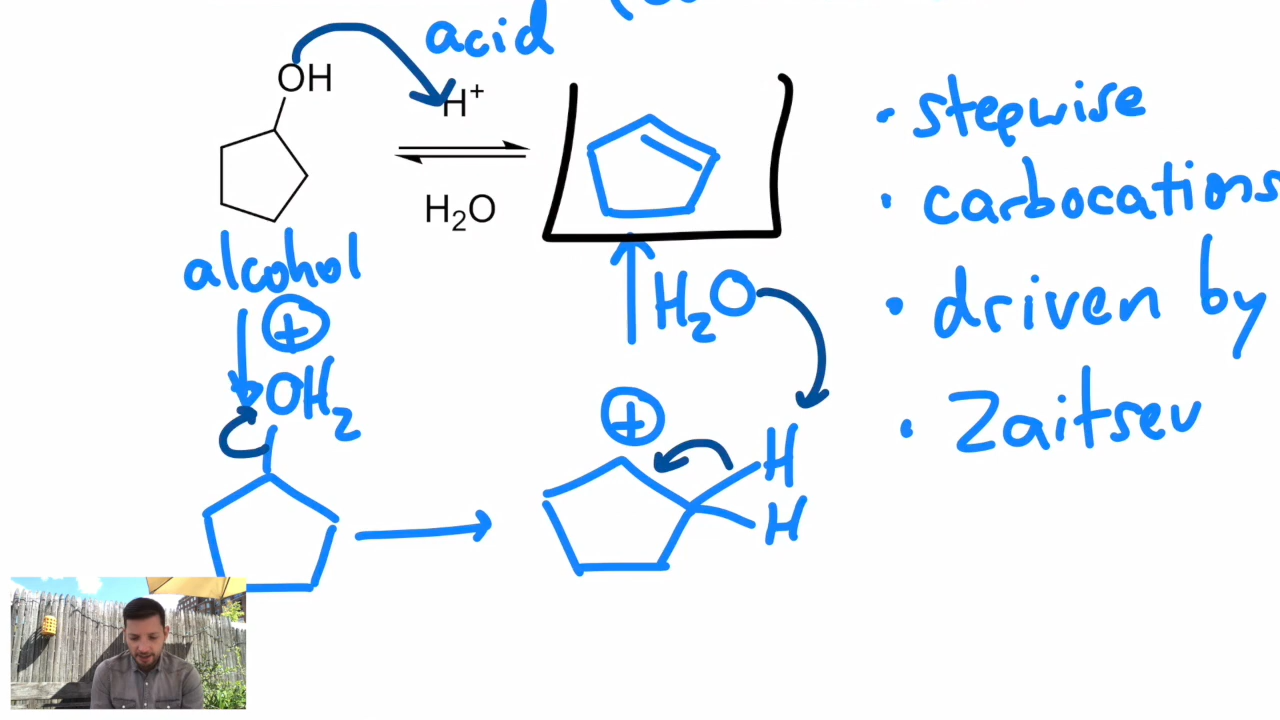 acid
OH
H+
• stepwise
H2O
• carbocations
alcohol
+
H2O
• driven by
OH2
+
• Zaitsev
H
H